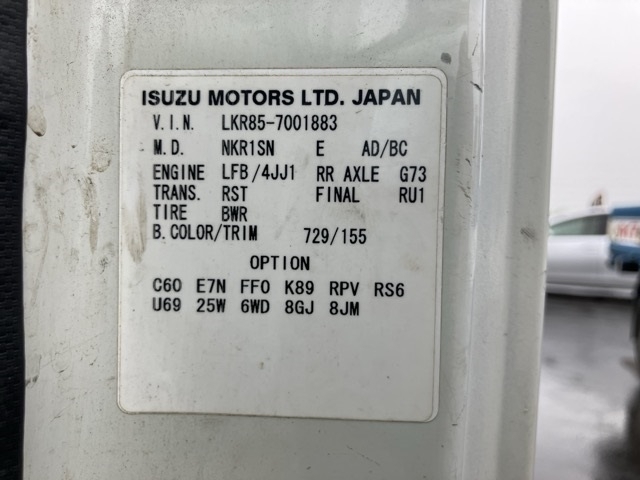 ISUZU MOTORS LTD. JAPAN
V.I.N. LKR85-7001883
M.D. NKR1SN E AD/BC
ENGINE LFB/4JJ1 RR AXLE G73
TRANS. RST FINAL RU1
TIRE BWR
B.COLOR/TRIM 729/155
OPTION
C60 E7N FF0 K89 RPV RS6
U69 25W 6WD 8GJ 8JM